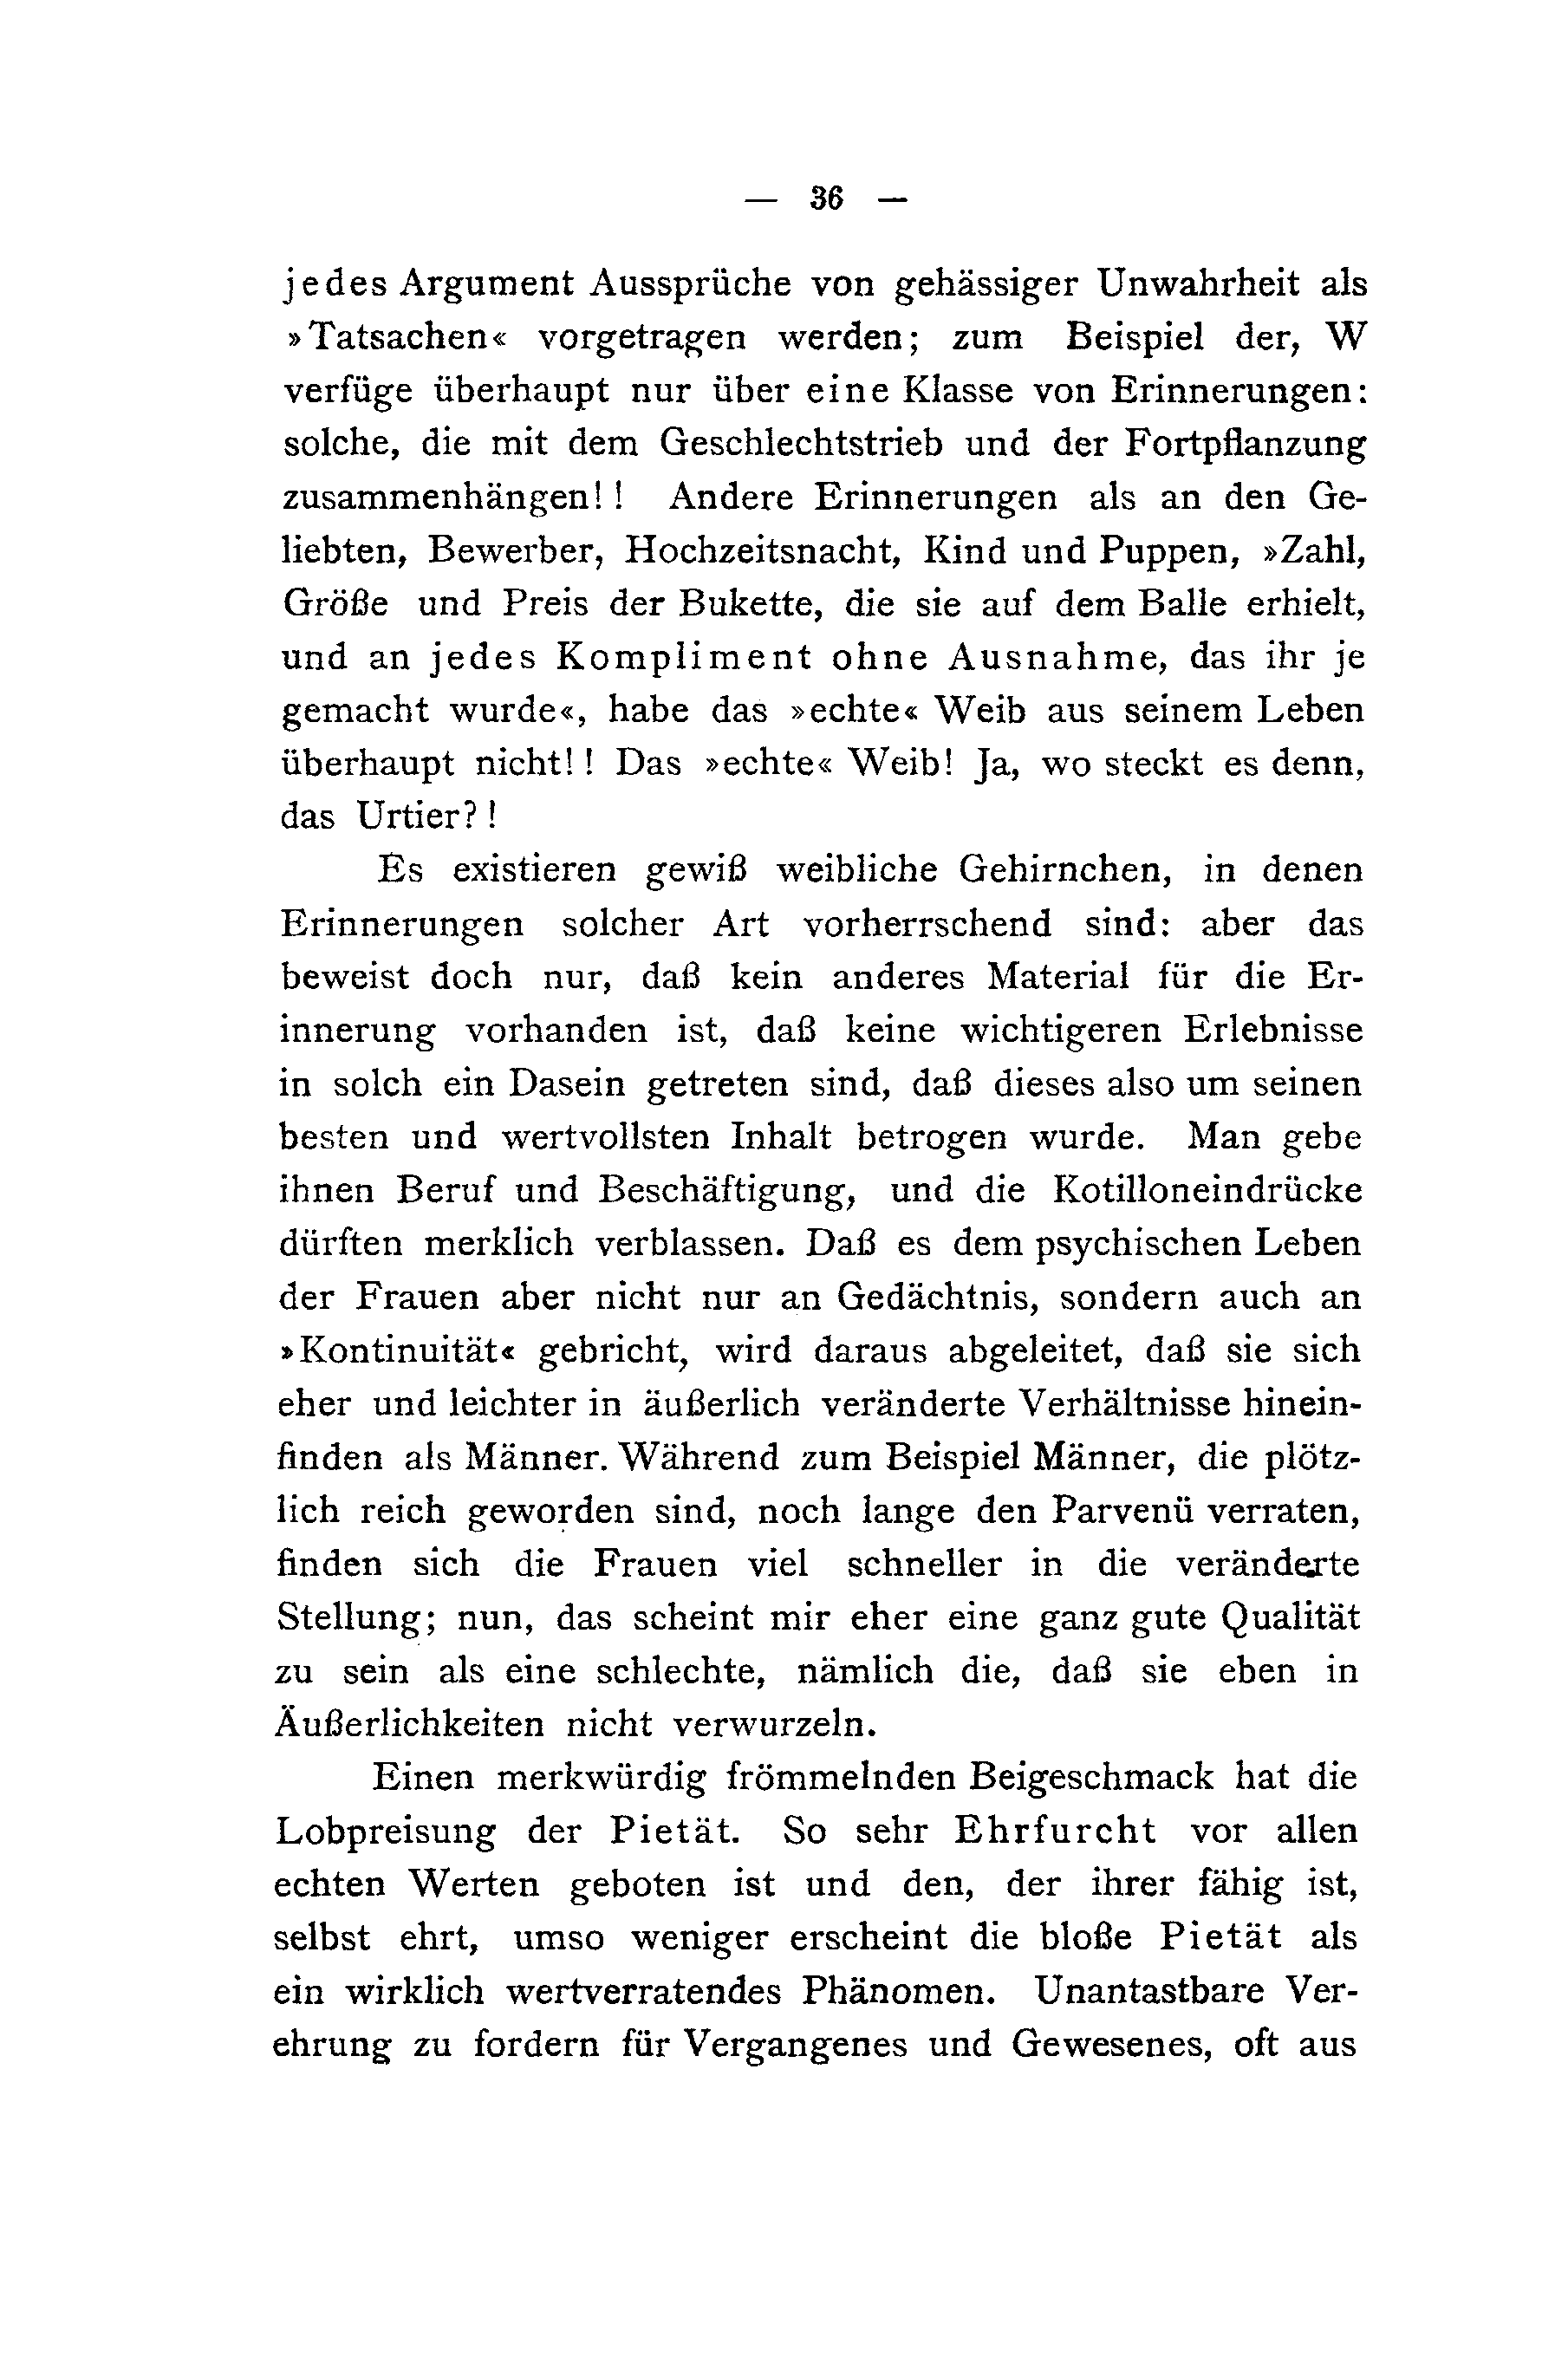 — 36 —
jedes Argument Aussprüche von gehässiger Unwahrheit als
»Tatsachen« vorgetragen werden; zum Beispiel der, W
verfüge überhaupt nur über eine Klasse von Erinnerungen:
solche, die mit dem Geschlechtstrieb und der Fortpflanzung
zusammenhängen!! Andere Erinnerungen als an den Ge-
liebten, Bewerber, Hochzeitsnacht, Kind und Puppen, »Zahl,
Größe und Preis der Bukette, die sie auf dem Balle erhielt,
und an jedes Kompliment ohne Ausnahme, das ihr je
gemacht wurde«, habe das »echte« Weib aus seinem Leben
überhaupt nicht!! Das »echte« Weib! Ja, wo steckt es denn,
das Urtier?!
Es existieren gewiß weibliche Gehirnchen, in denen
Erinnerungen solcher Art vorherrschend sind: aber das
beweist doch nur, daß kein anderes Material für die Er-
innerung vorhanden ist, daß keine wichtigeren Erlebnisse
in solch ein Dasein getreten sind, daß dieses also um seinen
besten und wertvollsten Inhalt betrogen wurde. Man gebe
ihnen Beruf und Beschäftigung, und die Kotilloneindrücke
dürften merklich verblassen. Daß es dem psychischen Leben
der Frauen aber nicht nur an Gedächtnis, sondern auch an
»Kontinuität« gebricht, wird daraus abgeleitet, daß sie sich
eher und leichter in äußerlich veränderte Verhältnisse hinein-
finden als Männer. Während zum Beispiel Männer, die plötz-
lich reich geworden sind, noch lange den Parvenü verraten,
finden sich die Frauen viel schneller in die veränderte
Stellung; nun, das scheint mir eher eine ganz gute Qualität
zu sein als eine schlechte, nämlich die, daß sie eben in
Äußerlichkeiten nicht verwurzeln.
Einen merkwürdig frömmelnden Beigeschmack hat die
Lobpreisung der Pietät. So sehr Ehrfurcht vor allen
echten Werten geboten ist und den, der ihrer fähig ist,
selbst ehrt, umso weniger erscheint die bloße Pietät als
ein wirklich wertverratendes Phänomen. Unantastbare Ver-
ehrung zu fordern für Vergangenes und Gewesenes, oft aus